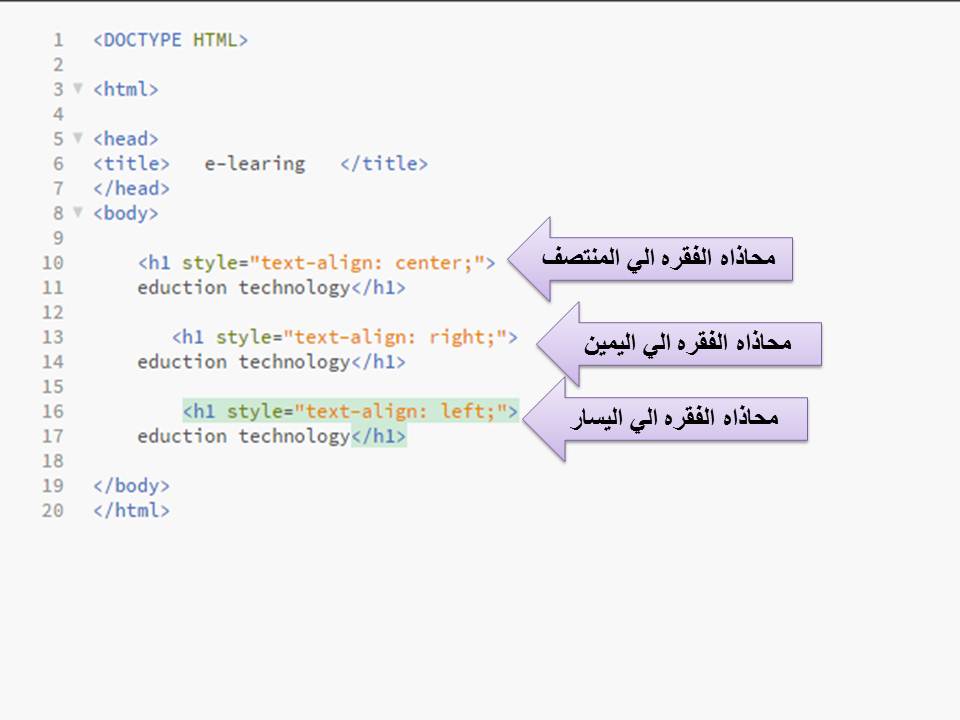 1 <DOCTYPE HTML>
2
3 <html>
4
5 <head>
6 <title> e-learing </title>
7 </head>
8 <body>
9
10 <h1 style="text-align: center;"> محاذاه الفقره الي المنتصف
11 eduction technology</h1>
12
13 <h1 style="text-align: right;"> محاذاه الفقره الي اليمين
14 eduction technology</h1>
15
16 <h1 style="text-align: left;"> محاذاه الفقره الي اليسار
17 eduction technology</h1>
18
19 </body>
20 </html>